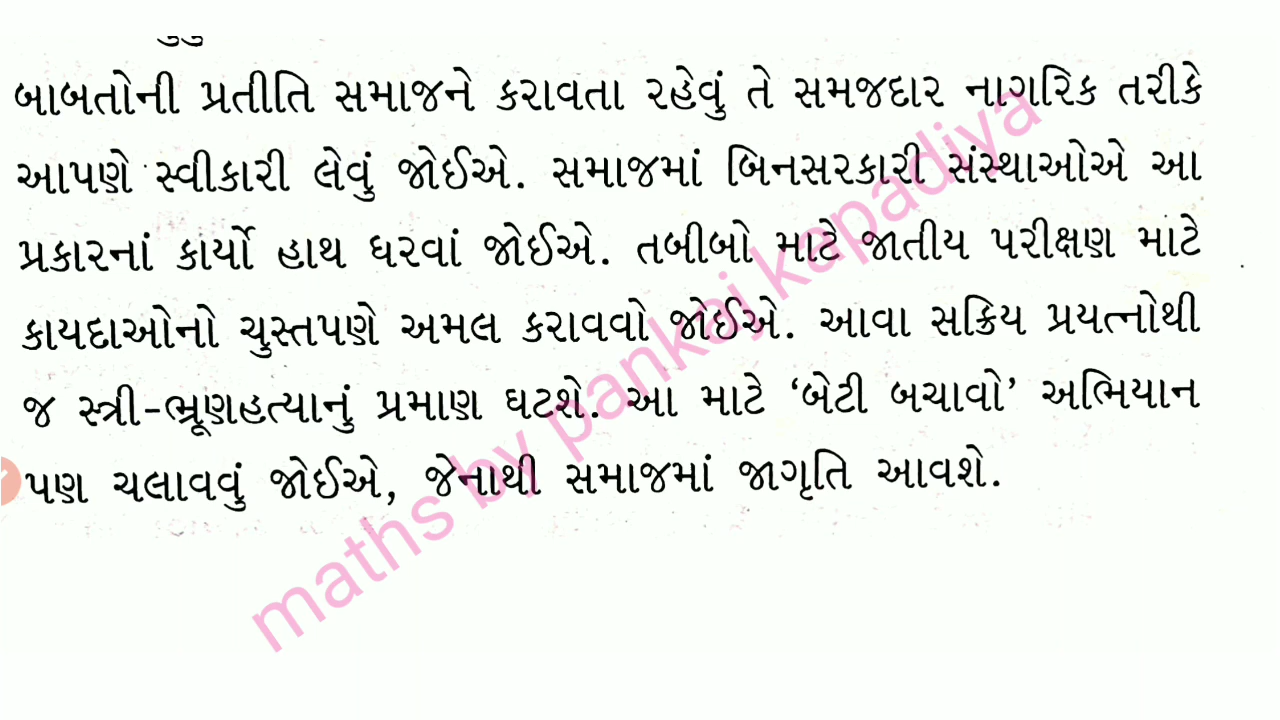 બાબતોની પ્રતીતિ સમાજને કરાવતા રહેવું તે સમજદાર નાગરિક તરીકે
આપણે સ્વીકારી લેવું જોઈએ. સમાજમાં બિનસરકારી સંસ્થાઓએ આ
પ્રકારનાં કાર્યો હાથ ધરવાં જોઈએ. તબીબો માટે જાતીય પરીક્ષણ માટે
કાયદાઓનો ચુસ્તપણે અમલ કરાવવો જોઈએ. આવા સક્રિય પ્રયત્નોથી
જ સ્ત્રી-ભ્રૂણહત્યાનું પ્રમાણ ઘટશે. આ માટે ‘બેટી બચાવો’ અભિયાન
પણ ચલાવવું જોઈએ, જેનાથી સમાજમાં જાગૃતિ આવશે.
maths by pankaj kapadiya